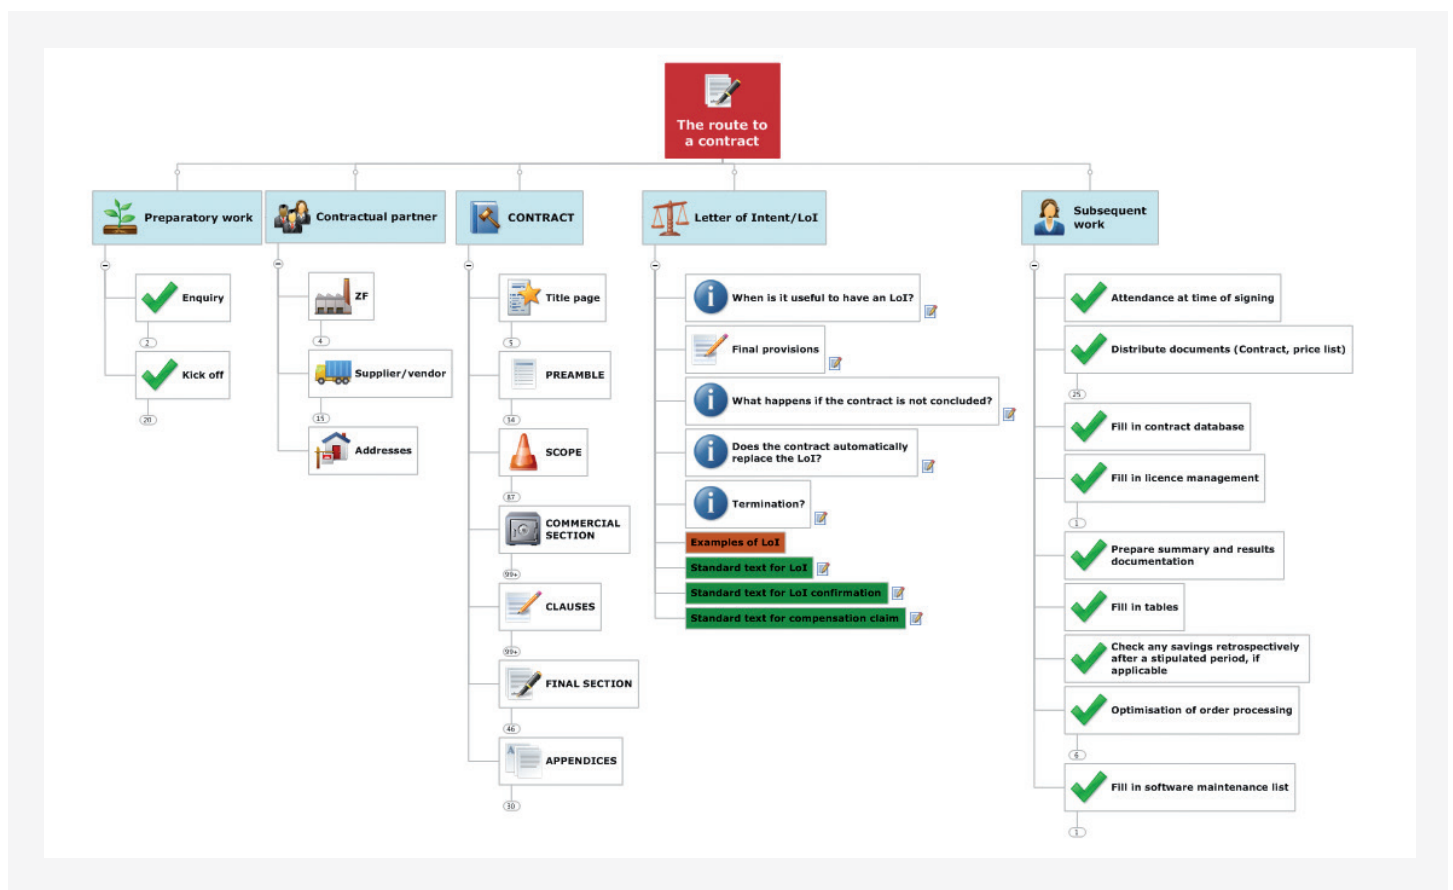 The route to
a contract
Preparatory work
Enquiry
2
Kick off
20
Contractual partner
ZF
4
Supplier/vendor
15
Addresses
CONTRACT
Title page
5
PREAMBLE
14
SCOPE
87
COMMERCIAL
SECTION
99+
CLAUSES
99+
FINAL SECTION
46
APPENDICES
30
Letter of Intent/LoI
When is it useful to have an LoI?
Final provisions
What happens if the contract is not concluded?
Does the contract automatically
replace the LoI?
Termination?
Examples of LoI
Standard text for LoI
Standard text for LoI confirmation
Standard text for compensation claim
Subsequent
work
Attendance at time of signing
Distribute documents (Contract, price list)
25
Fill in contract database
Fill in licence management
1
Prepare summary and results
documentation
Fill in tables
Check any savings retrospectively
after a stipulated period, if
applicable
Optimisation of order processing
6
Fill in software maintenance list
1